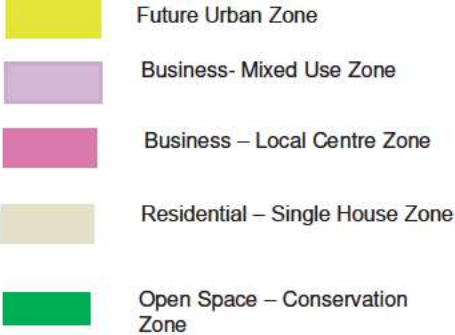 Future Urban Zone
Business- Mixed Use Zone
Business – Local Centre Zone
Residential – Single House Zone
Open Space – Conservation
Zone